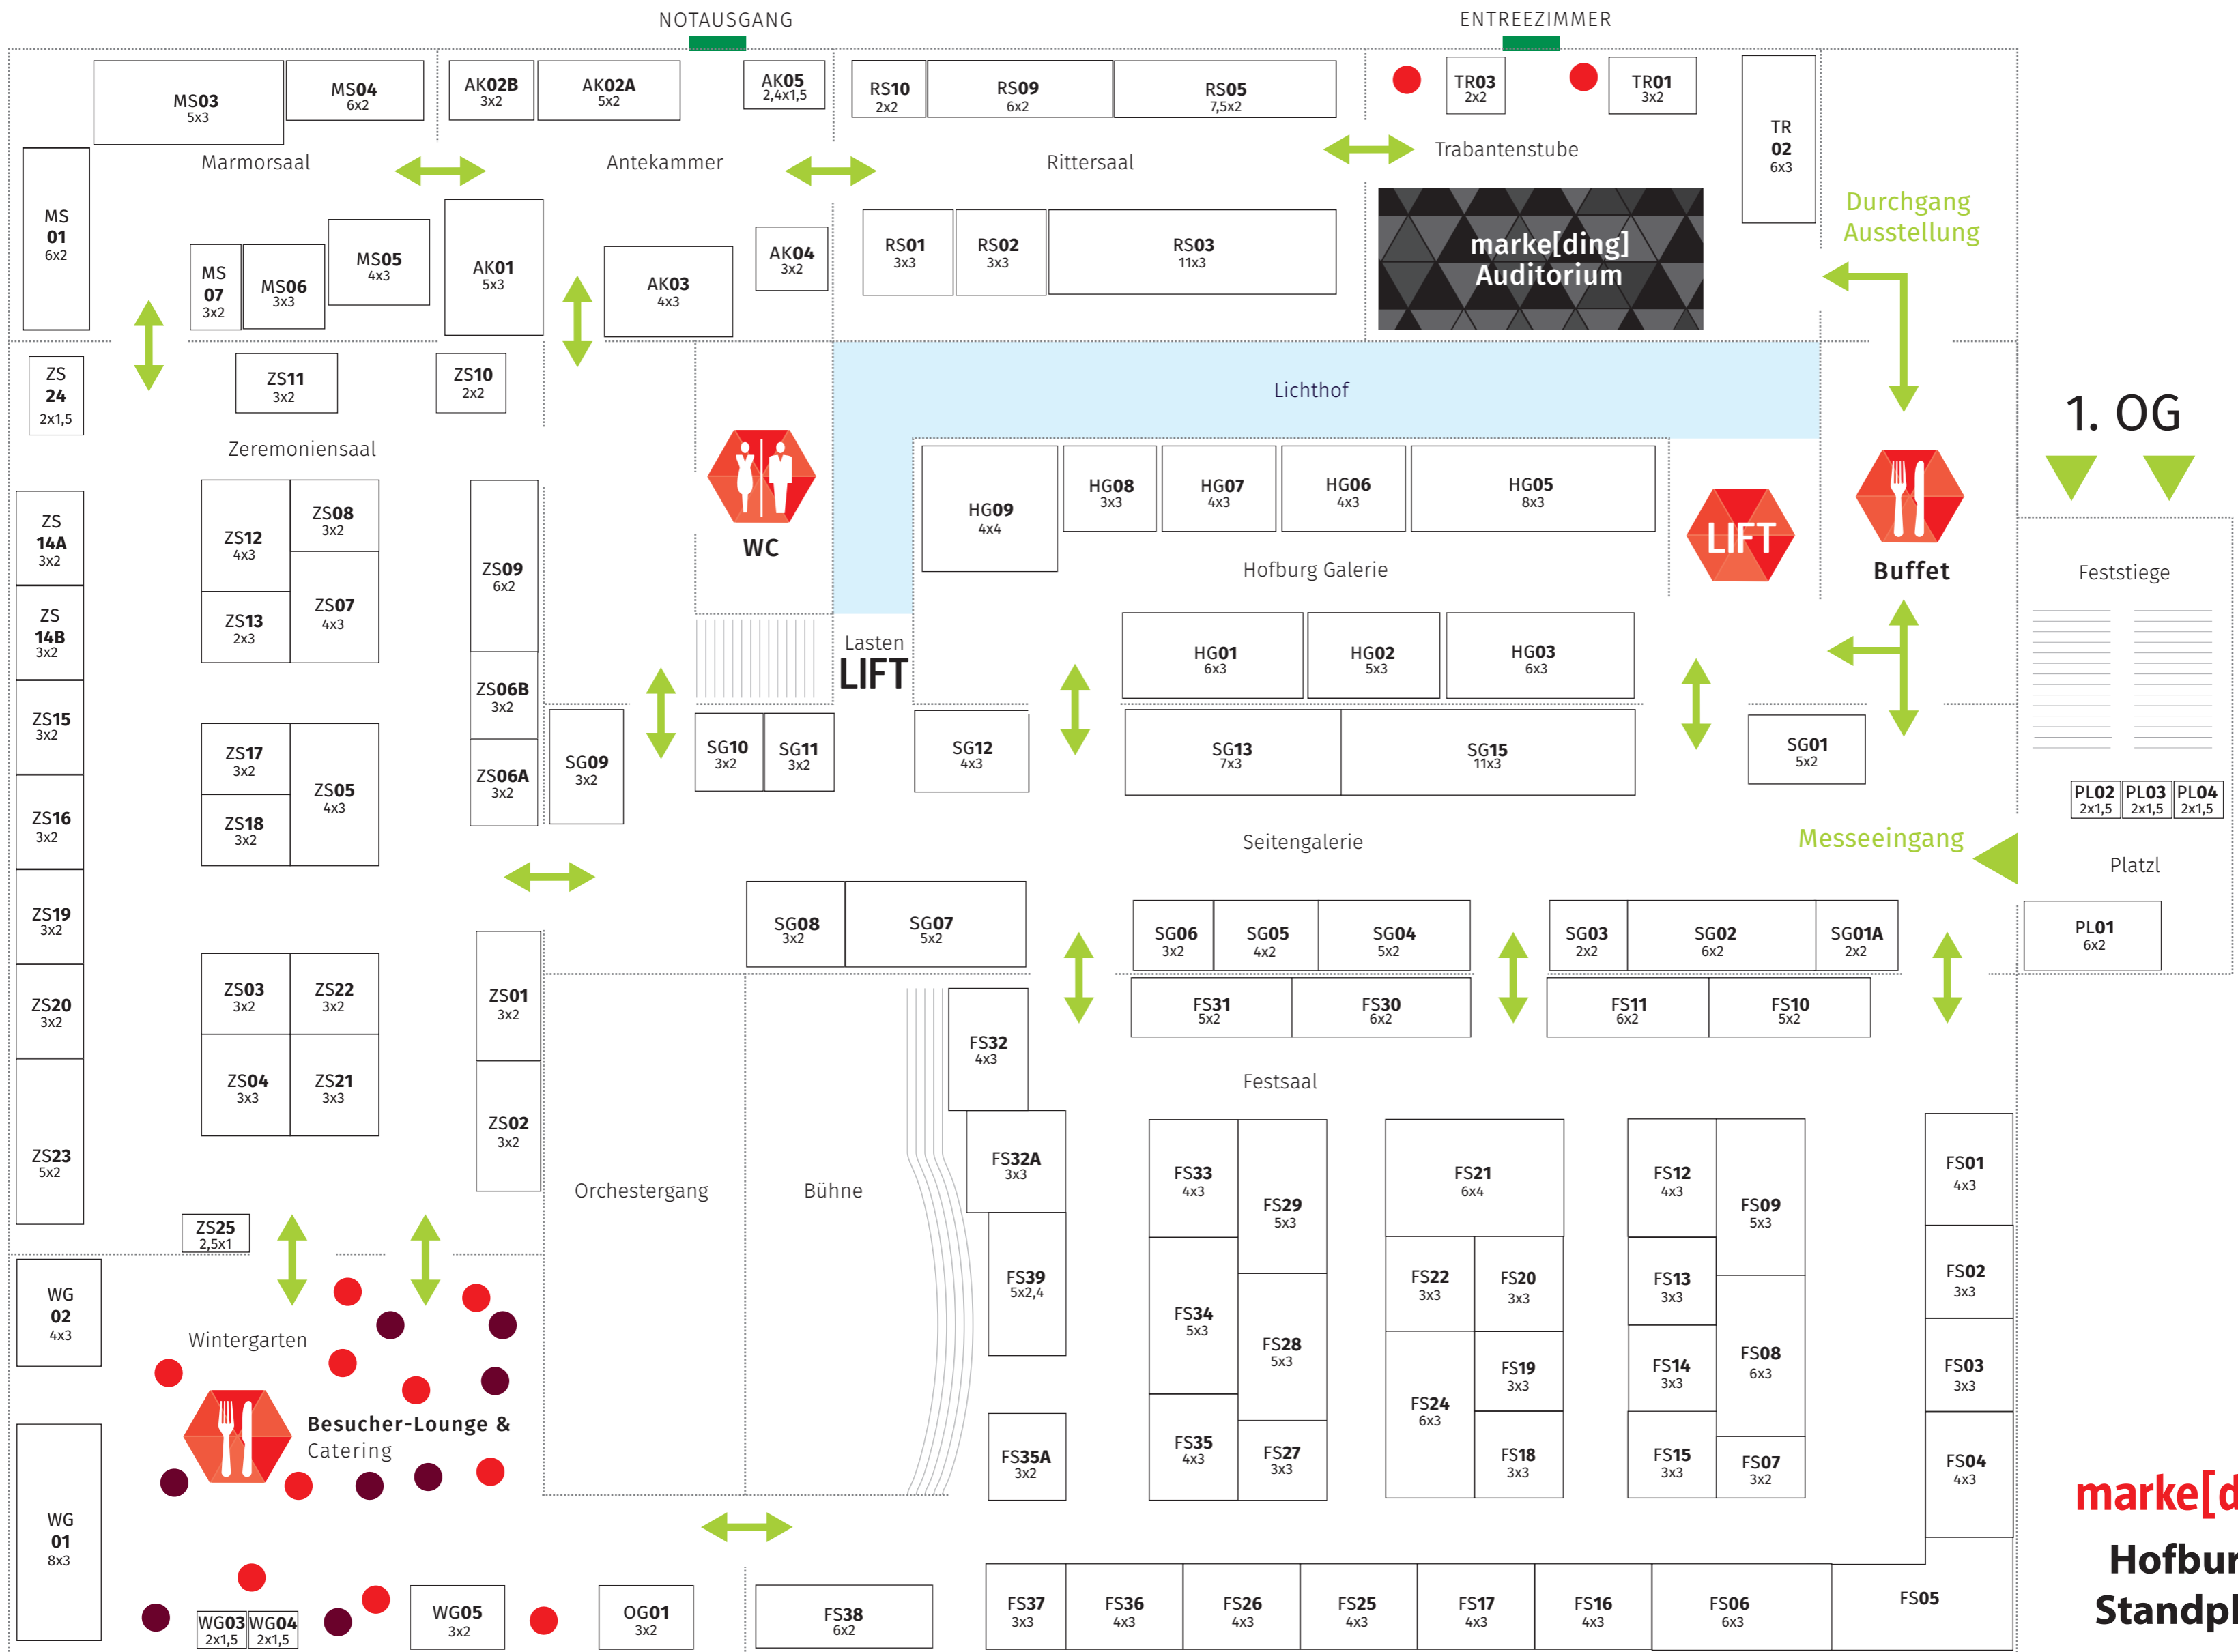 NOTAUSGANG
ENTREEZIMMER
MS03
5x3
MS04
6x2
AK02B
3x2
AK02A
5x2
AK05
2,4x1,5
RS10
2x2
RS09
6x2
RS05
7,5x2
TR03
2x2
TR01
3x2
TR
02
6x3
Marmorsaal
Antekammer
Rittersaal
Trabantenstube
MS
01
6x2
MS
07
3x2
MS06
3x3
MS05
4x3
AK01
5x3
AK03
4x3
AK04
3x2
RS01
3x3
RS02
3x3
RS03
11x3
marke[ding]
Auditorium
Durchgang
Ausstellung
ZS
24
2x1,5
ZS11
3x2
ZS10
2x2
Lichthof
1. OG
Zeremoniensaal
ZS
14A
3x2
ZS
14B
3x2
ZS15
3x2
ZS16
3x2
ZS19
3x2
ZS20
3x2
ZS23
5x2
ZS12
4x3
ZS08
3x2
ZS13
2x3
ZS07
4x3
ZS09
6x2
ZS06B
3x2
ZS06A
3x2
ZS17
3x2
ZS18
3x2
ZS05
4x3
ZS03
3x2
ZS22
3x2
ZS04
3x3
ZS21
3x3
ZS01
3x2
ZS02
3x2
ZS25
2,5x1
WC
HG09
4x4
HG08
3x3
HG07
4x3
HG06
4x3
HG05
8x3
LIFT
Buffet
Feststiege
Hofburg Galerie
Lasten
LIFT
HG01
6x3
HG02
5x3
HG03
6x3
SG09
3x2
SG10
3x2
SG11
3x2
SG12
4x3
SG13
7x3
SG15
11x3
SG01
5x2
PL02
2x1,5
PL03
2x1,5
PL04
2x1,5
Seitengalerie
Messeeingang
Platzl
SG08
3x2
SG07
5x2
SG06
3x2
SG05
4x2
SG04
5x2
SG03
2x2
SG02
6x2
SG01A
2x2
PL01
6x2
FS31
5x2
FS30
6x2
FS11
6x2
FS10
5x2
Festsaal
Orchestergang
Bühne
FS32
4x3
FS32A
3x3
FS39
5x2,4
FS35A
3x2
FS33
4x3
FS29
5x3
FS34
5x3
FS28
5x3
FS35
4x3
FS27
3x3
FS21
6x4
FS22
3x3
FS20
3x3
FS19
3x3
FS24
6x3
FS18
3x3
FS12
4x3
FS09
5x3
FS13
3x3
FS14
3x3
FS08
6x3
FS15
3x3
FS07
3x2
FS01
4x3
FS02
3x3
FS03
3x3
FS04
4x3
WG
02
4x3
Wintergarten
Besucher-Lounge &
Catering
WG
01
8x3
WG03
2x1,5
WG04
2x1,5
WG05
3x2
OG01
3x2
FS38
6x2
FS37
3x3
FS36
4x3
FS26
4x3
FS25
4x3
FS17
4x3
FS16
4x3
FS06
6x3
FS05
marke[d
Hofbur
Standpl